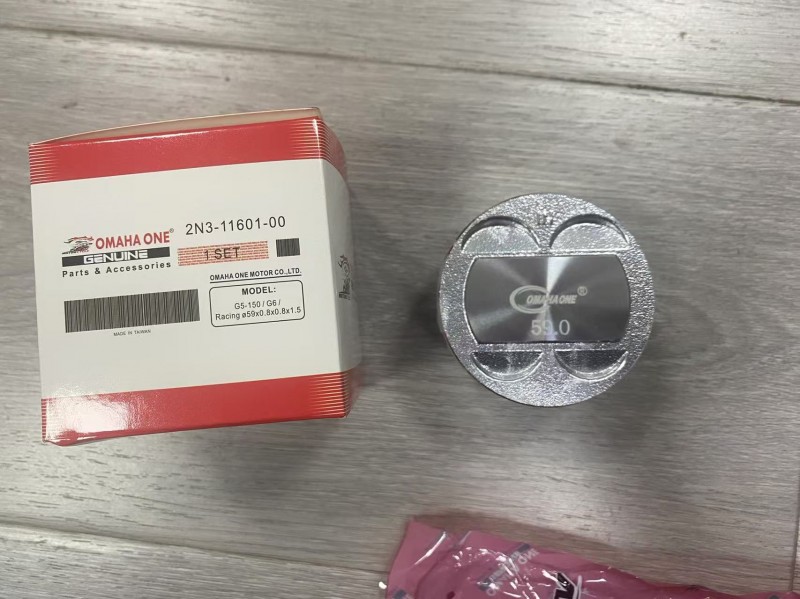 OMAHA ONE®
GENUINE
Parts & Accessories
2N3-11601-00
1 SET
OMAHA ONE MOTOR CO.,LTD.
MODEL:
G5-150 / G6 /
Racing ø59x0.8x0.8x1.5
MADE IN TAIWAN
OMAHA ONE®
59.0